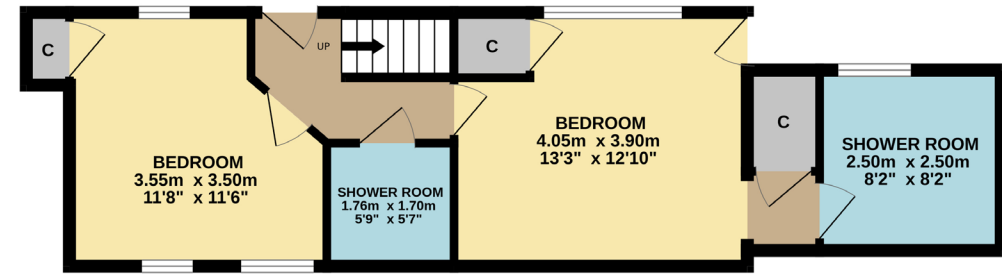 C
UP
C
C
BEDROOM
3.55m x 3.50m
11'8" x 11'6"
SHOWER ROOM
1.76m x 1.70m
5'9" x 5'7"
BEDROOM
4.05m x 3.90m
13'3" x 12'10"
SHOWER ROOM
2.50m x 2.50m
8'2" x 8'2"